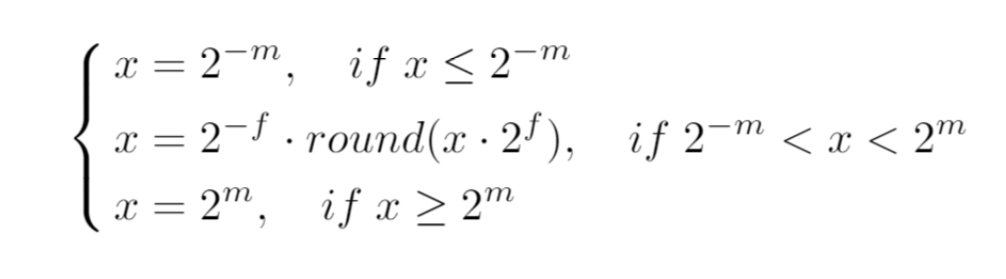 x = 2^{-m}, if x ≤ 2^{-m}
x = 2^{-f} · round(x · 2^f), if 2^{-m} < x < 2^m
x = 2^m, if x ≥ 2^m